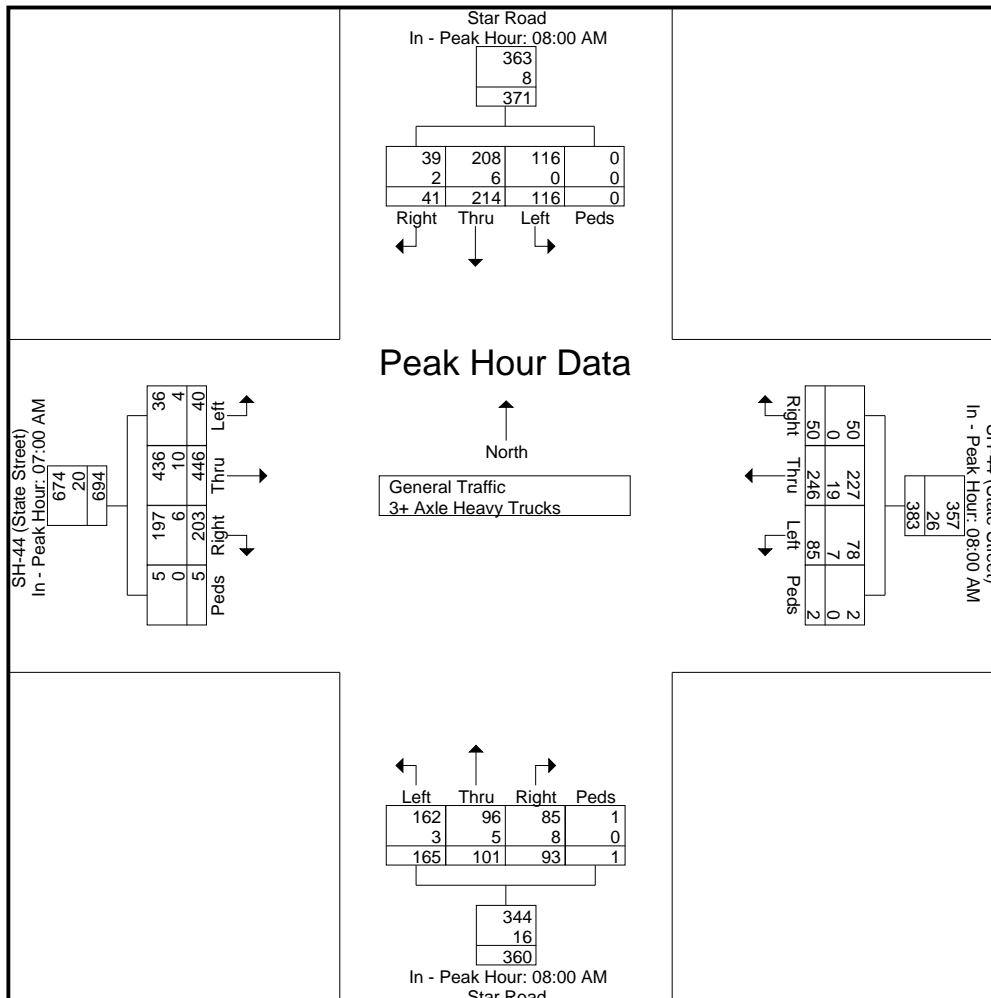 Star Road
In - Peak Hour: 08:00 AM
363
8
371
39 208 116 0
2 6 0 0
41 214 116 0
Right Thru Left Peds
Peak Hour Data
North
General Traffic
3+ Axle Heavy Trucks
SH-44 (State Street)
In - Peak Hour: 07:00 AM
674
20
694
36 436 197 5
4 10 6 0
40 446 203 5
Left Thru Right Peds
SH-44 (State Street)
In - Peak Hour: 08:00 AM
357
26
383
50 227 78 2
0 19 7 0
50 246 85 2
Right Thru Left Peds
Left Thru Right Peds
162 96 85 1
3 5 8 0
165 101 93 1
344
16
360
In - Peak Hour: 08:00 AM
Star Road